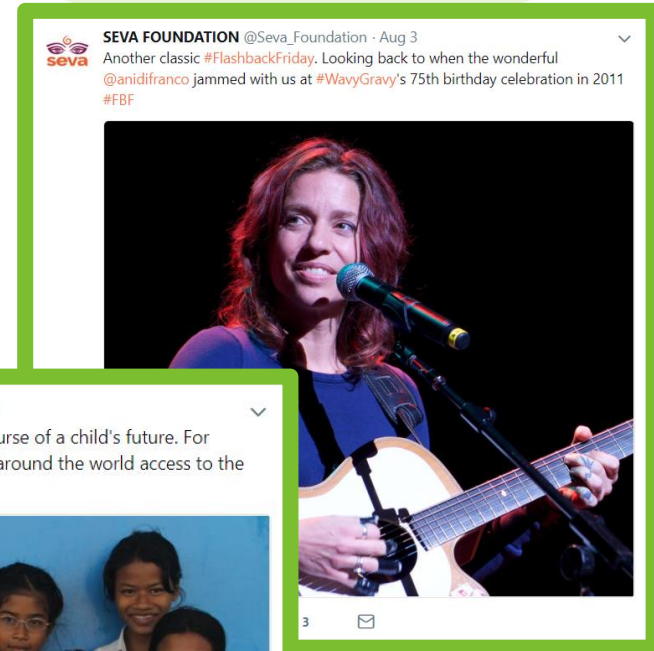 seva
SEVA FOUNDATION @Seva_Foundation · Aug 3
Another classic #FlashbackFriday. Looking back to when the wonderful
@anidifranco jammed with us at #WavyGravy's 75th birthday celebration in 2011
#FBF
urse of a child's future. For
around the world access to the
3